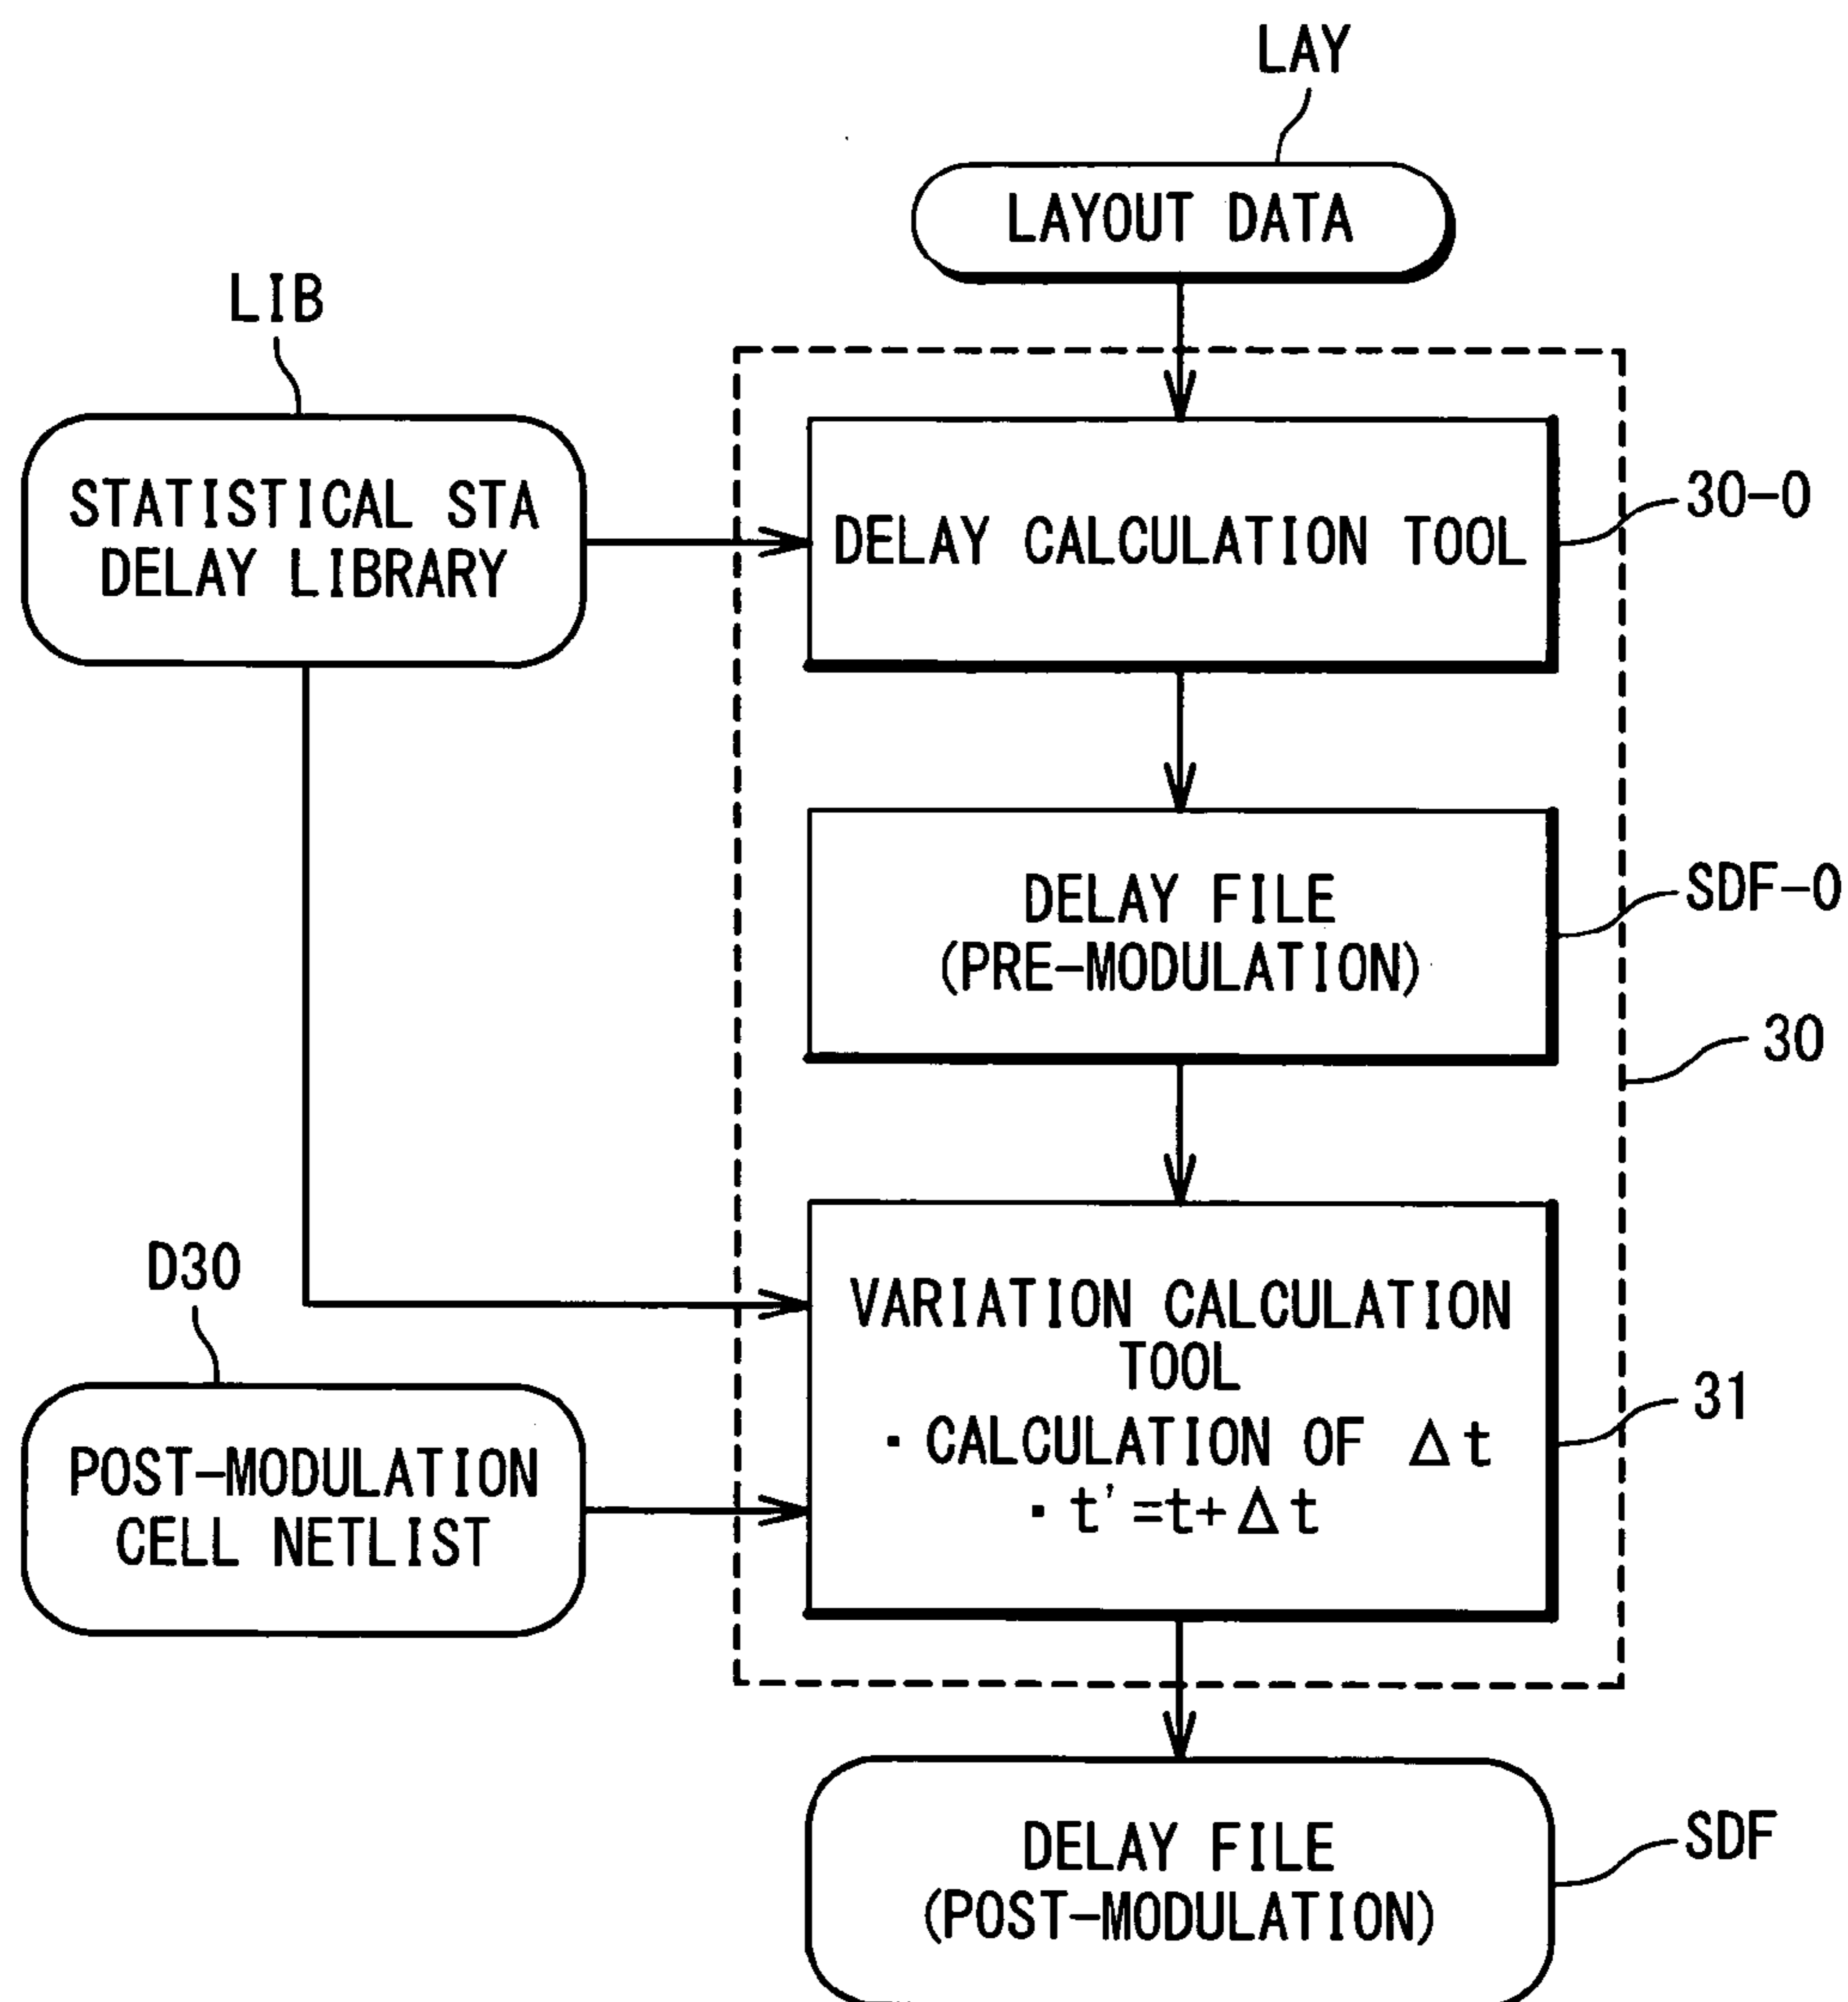 LAY
LAYOUT DATA
LIB
STATISTICAL STA
DELAY LIBRARY
DELAY CALCULATION TOOL
30-0
DELAY FILE
(PRE-MODULATION)
SDF-0
30
D30
VARIATION CALCULATION
TOOL
・CALCULATION OF Δt
・t'=t+Δt
31
POST-MODULATION
CELL NETLIST
DELAY FILE
(POST-MODULATION)
SDF